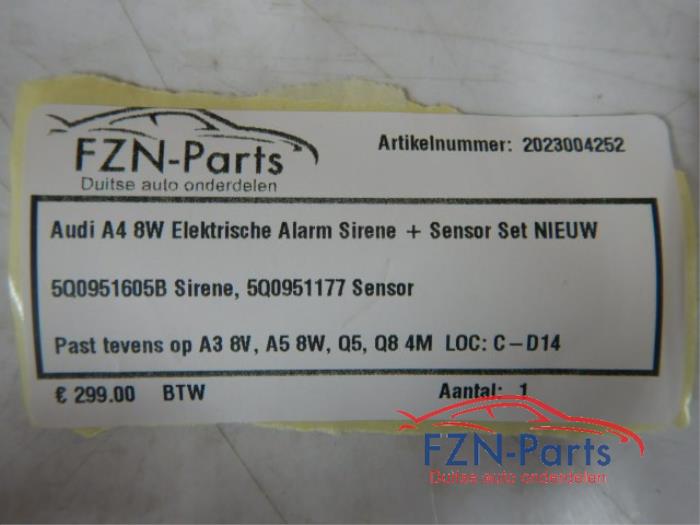 FZN-Parts
Duitse auto onderdelen
Artikelnummer: 2023004252
Audi A4 8W Elektrische Alarm Sirene + Sensor Set NIEUW
5Q0951605B Sirene, 5Q0951177 Sensor
Past tevens op A3 8V, A5 8W, Q5, Q8 4M LOC: C-D14
€ 299.00 BTW Aantal: 1
FZN-Parts
Duitse auto onderdelen